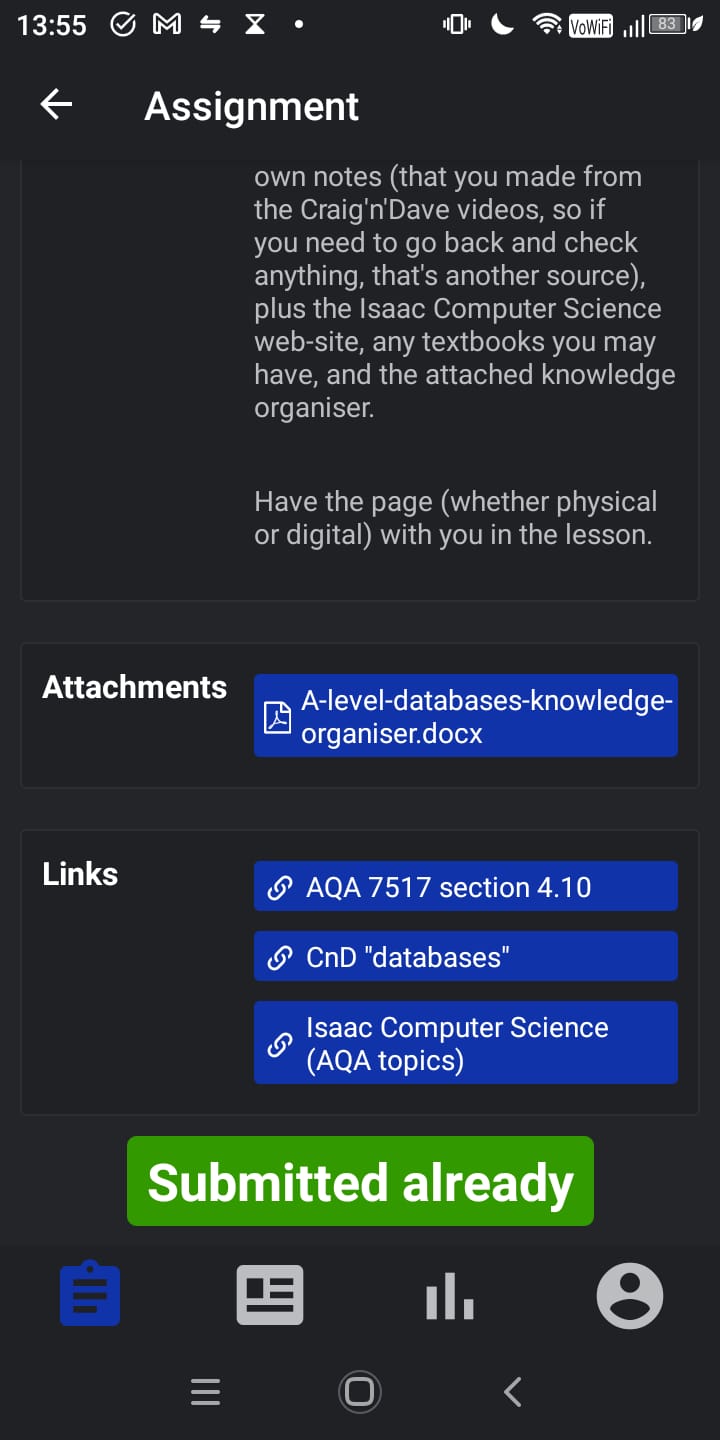 13:55
VoWiFi
83
Assignment
own notes (that you made from
the Craig'n'Dave videos, so if
you need to go back and check
anything, that's another source),
plus the Isaac Computer Science
web-site, any textbooks you may
have, and the attached knowledge
organiser.
Have the page (whether physical
or digital) with you in the lesson.
Attachments
A-level-databases-knowledge-
organiser.docx
Links
AQA 7517 section 4.10
CnD "databases"
Isaac Computer Science
(AQA topics)
Submitted already